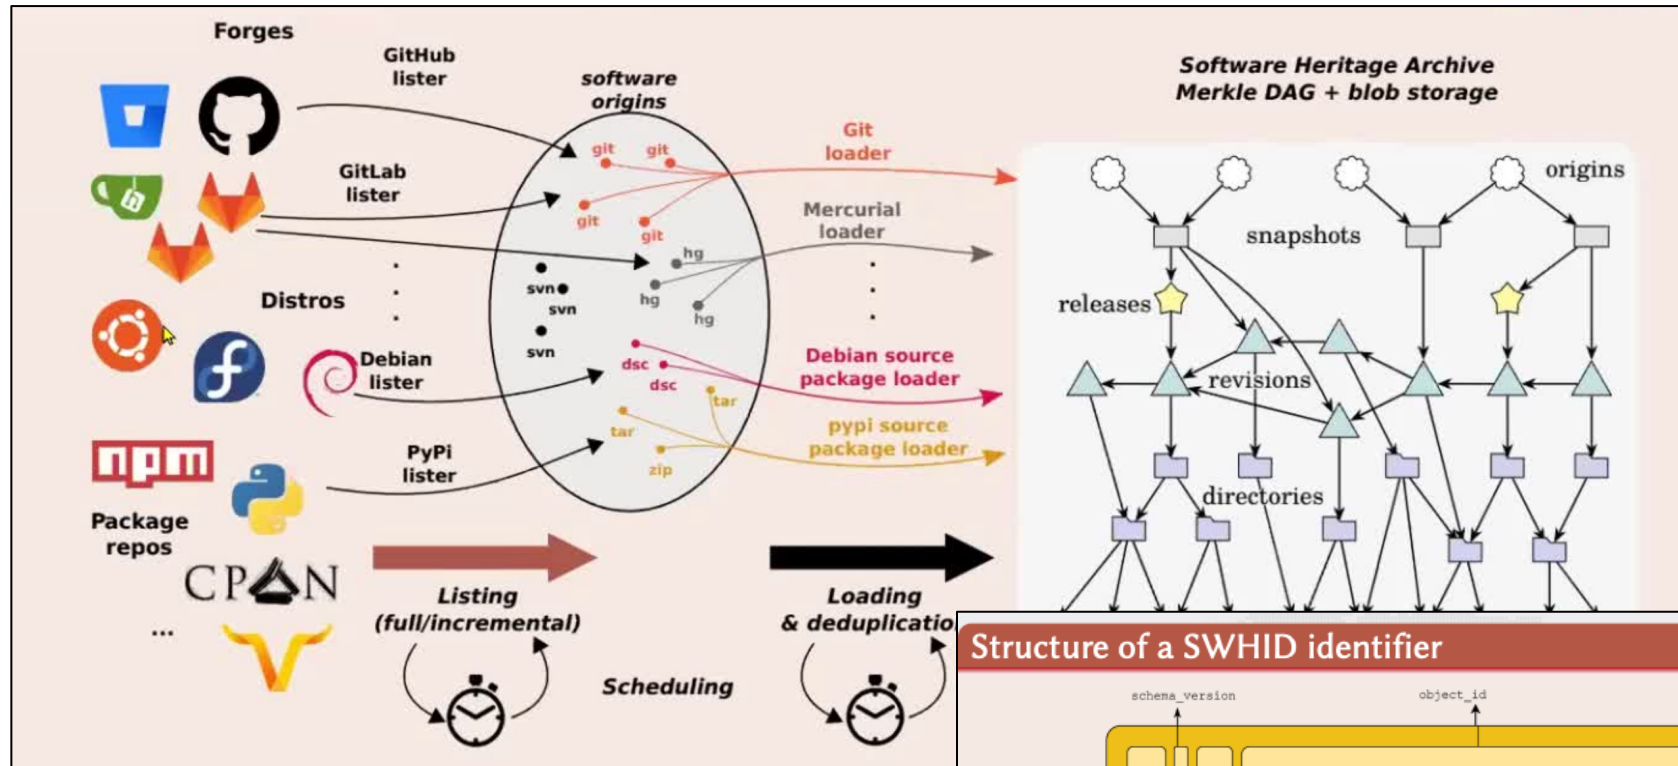 Forges
GitHub
lister
software
origins
Software Heritage Archive
Merkle DAG + blob storage
git
git
Git
loader
GitLab
lister
origins
git
git
Mercurial
loader
snapshots
hg
hg
hg
svn
svn
svn
Distros
releases
Debian
lister
dsc
dsc
Debian source
package loader
revisions
tar
tar
zip
pypi source
package loader
npm
PyPi
lister
directories
Package
repos
CPAN
...
Listing
(full/incremental)
Loading
& deduplicatio
Scheduling
Structure of a SWHID identifier
schema_version
object_id